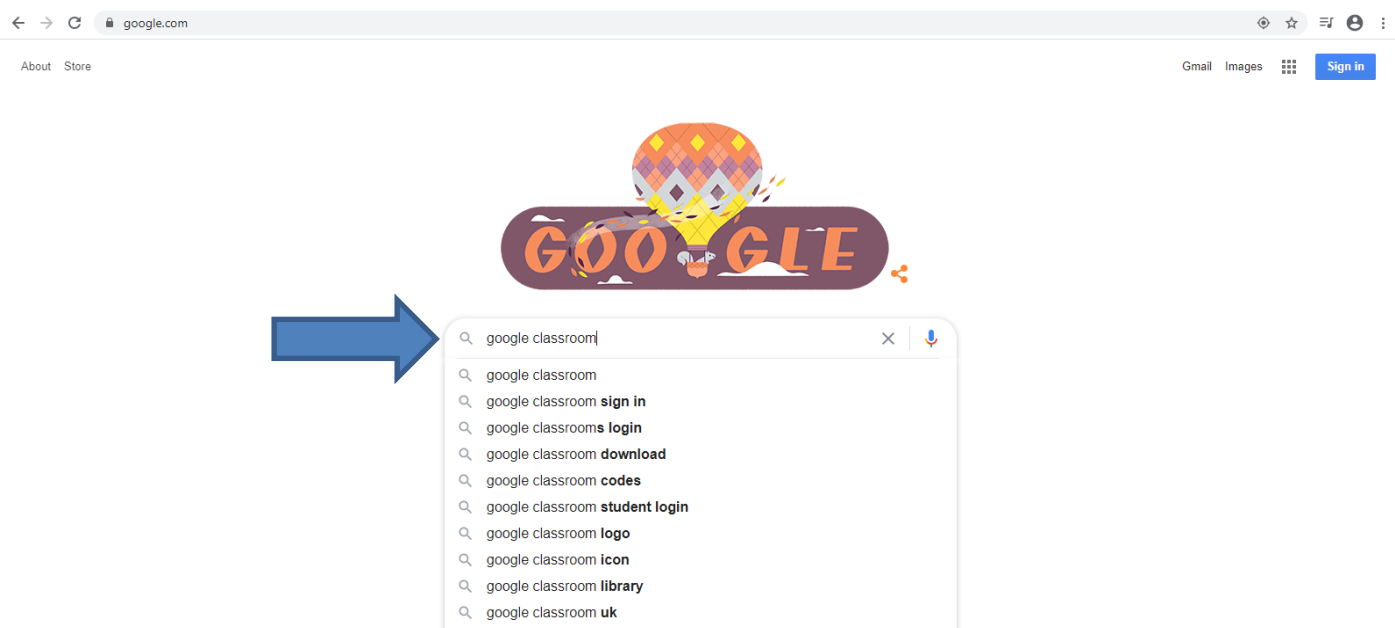 google.com
About Store Gmail Images Sign in
GOOGLE
google classroom
google classroom
google classroom sign in
google classrooms login
google classroom download
google classroom codes
google classroom student login
google classroom logo
google classroom icon
google classroom library
google classroom uk